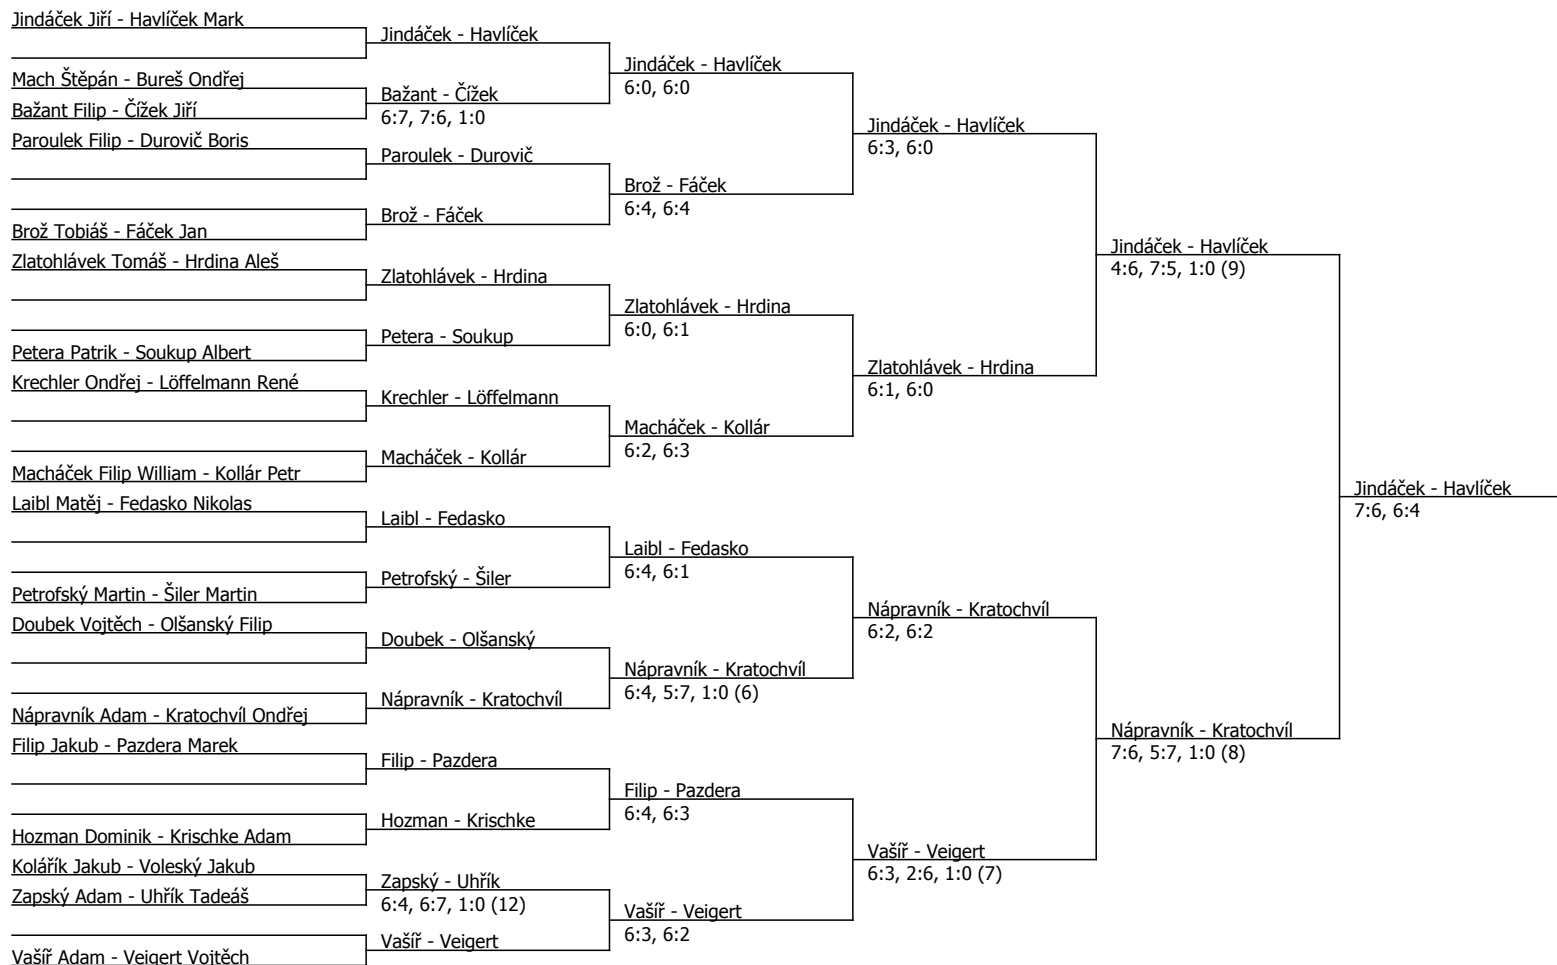 Jindáček Jiří - Havlíček Mark
Mach Štěpán - Bureš Ondřej
Bažant Filip - Čížek Jiří
Paroulek Filip - Durovič Boris
Brož Tobiáš - Fáček Jan
Zlatohlávek Tomáš - Hrdina Aleš
Petera Patrik - Soukup Albert
Krechler Ondřej - Löffelmann René
Macháček Filip William - Kollár Petr
Laibl Matěj - Fedasko Nikolas
Petrofský Martin - Šiler Martin
Doubek Vojtěch - Olšanský Filip
Nápravník Adam - Kratochvíl Ondřej
Filip Jakub - Pazdera Marek
Hozman Dominik - Krischke Adam
Kolářík Jakub - Voleský Jakub
Zapský Adam - Uhřík Tadeáš
Vašíř Adam - Veigert Vojtěch
Jindáček - Havlíček
Bažant - Čížek
6:7, 7:6, 1:0
Paroulek - Durovič
Brož - Fáček
Zlatohlávek - Hrdina
Petera - Soukup
Krechler - Löffelmann
Macháček - Kollár
Laibl - Fedasko
Petrofský - Šiler
Doubek - Olšanský
Nápravník - Kratochvíl
Filip - Pazdera
Hozman - Krischke
Zapský - Uhřík
6:4, 6:7, 1:0 (12)
Vašíř - Veigert
Jindáček - Havlíček
6:0, 6:0
Brož - Fáček
6:4, 6:4
Zlatohlávek - Hrdina
6:0, 6:1
Macháček - Kollár
6:2, 6:3
Laibl - Fedasko
6:4, 6:1
Nápravník - Kratochvíl
6:4, 5:7, 1:0 (6)
Filip - Pazdera
6:4, 6:3
Vašíř - Veigert
6:3, 6:2
Jindáček - Havlíček
6:3, 6:0
Zlatohlávek - Hrdina
6:1, 6:0
Nápravník - Kratochvíl
6:2, 6:2
Vašíř - Veigert
6:3, 2:6, 1:0 (7)
Jindáček - Havlíček
4:6, 7:5, 1:0 (9)
Nápravník - Kratochvíl
7:6, 5:7, 1:0 (8)
Jindáček - Havlíček
7:6, 6:4